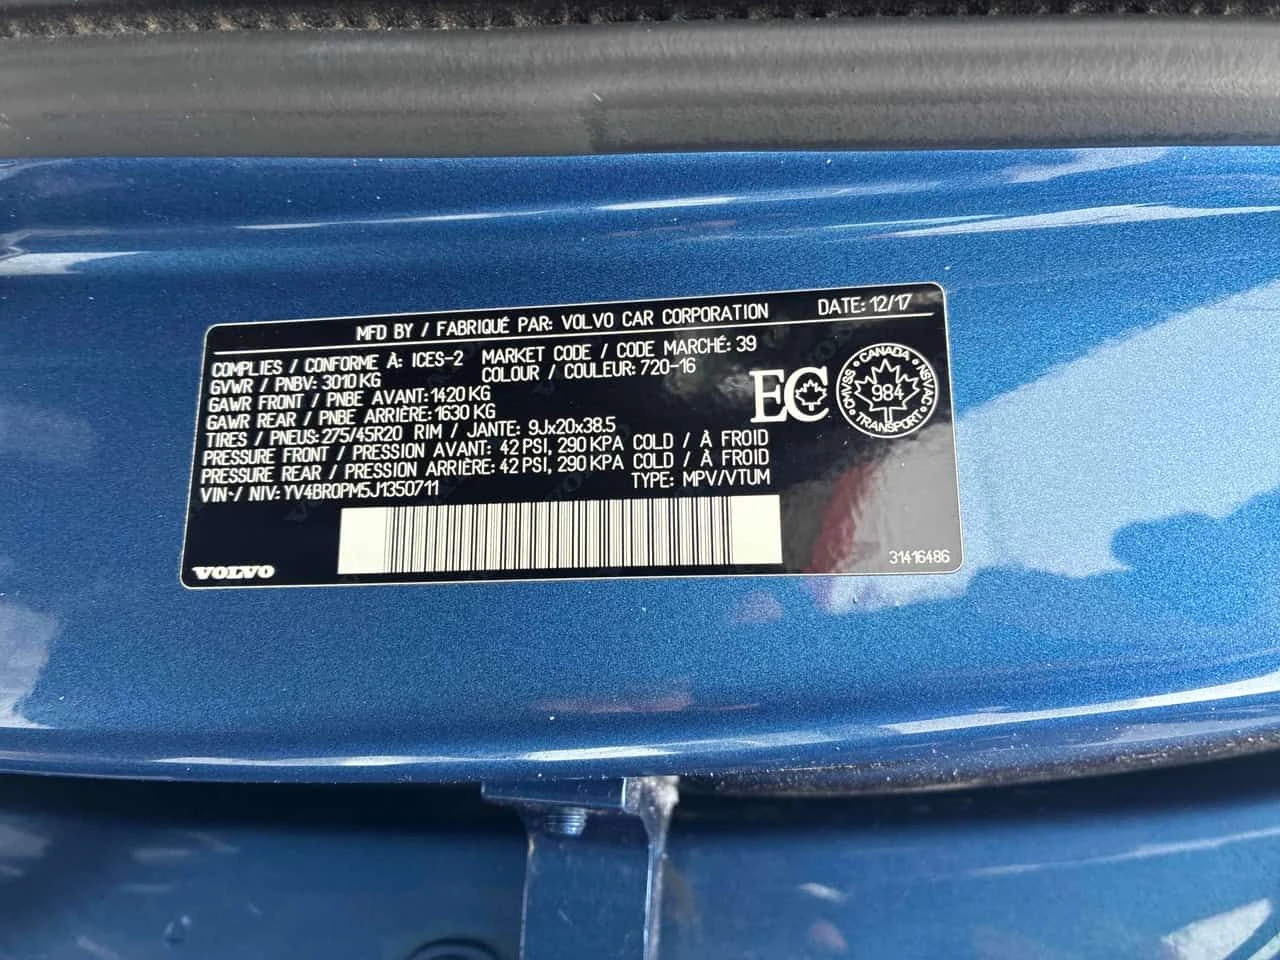 MFD BY / FABRIQUÉ PAR: VOLVO CAR CORPORATION DATE: 12/17
COMPLIES / CONFORME À: ICES-2 MARKET CODE / CODE MARCHÉ: 39
GVWR / PNBV: 3010 KG COLOUR / COULEUR: 720-16
GAWR FRONT / PNBE AVANT: 1420 KG
GAWR REAR / PNBE ARRIÈRE: 1630 KG
TIRES / PNEUS: 275/45R20 RIM / JANTE: 9Jx20x38.5
PRESSURE FRONT / PRESSION AVANT: 42 PSI, 290 KPA COLD / À FROID
PRESSURE REAR / PRESSION ARRIÈRE: 42 PSI, 290 KPA COLD / À FROID
VIN-/ NIV: YV4BR0PM5J1350711 TYPE: MPV/VTUM
EC
CANADA
CMVSS
984
NSVAC
TRANSPORT
VOLVO
31416486